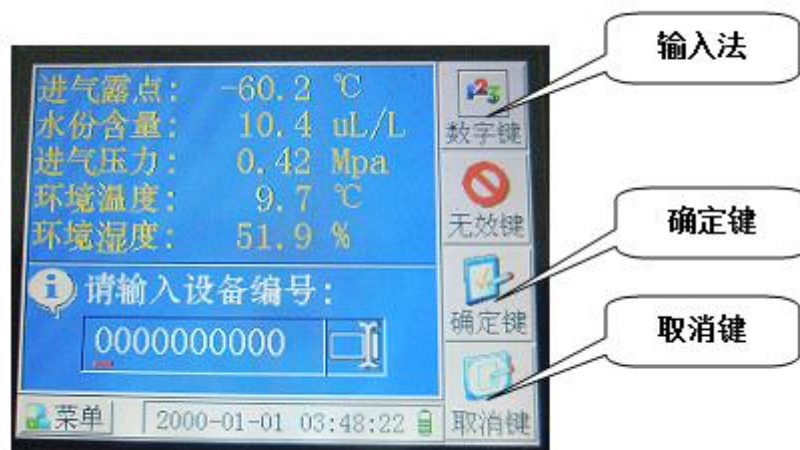 进气露点: -60.2 ℃
水份含量: 10.4 uL/L
进气压力: 0.42 Mpa
环境温度: 9.7 ℃
环境湿度: 51.9 %
请输入设备编号:
0000000000
菜单 2000-01-01 03:48:22
123
数字键
无效键
确定键
取消键
输入法
确定键
取消键